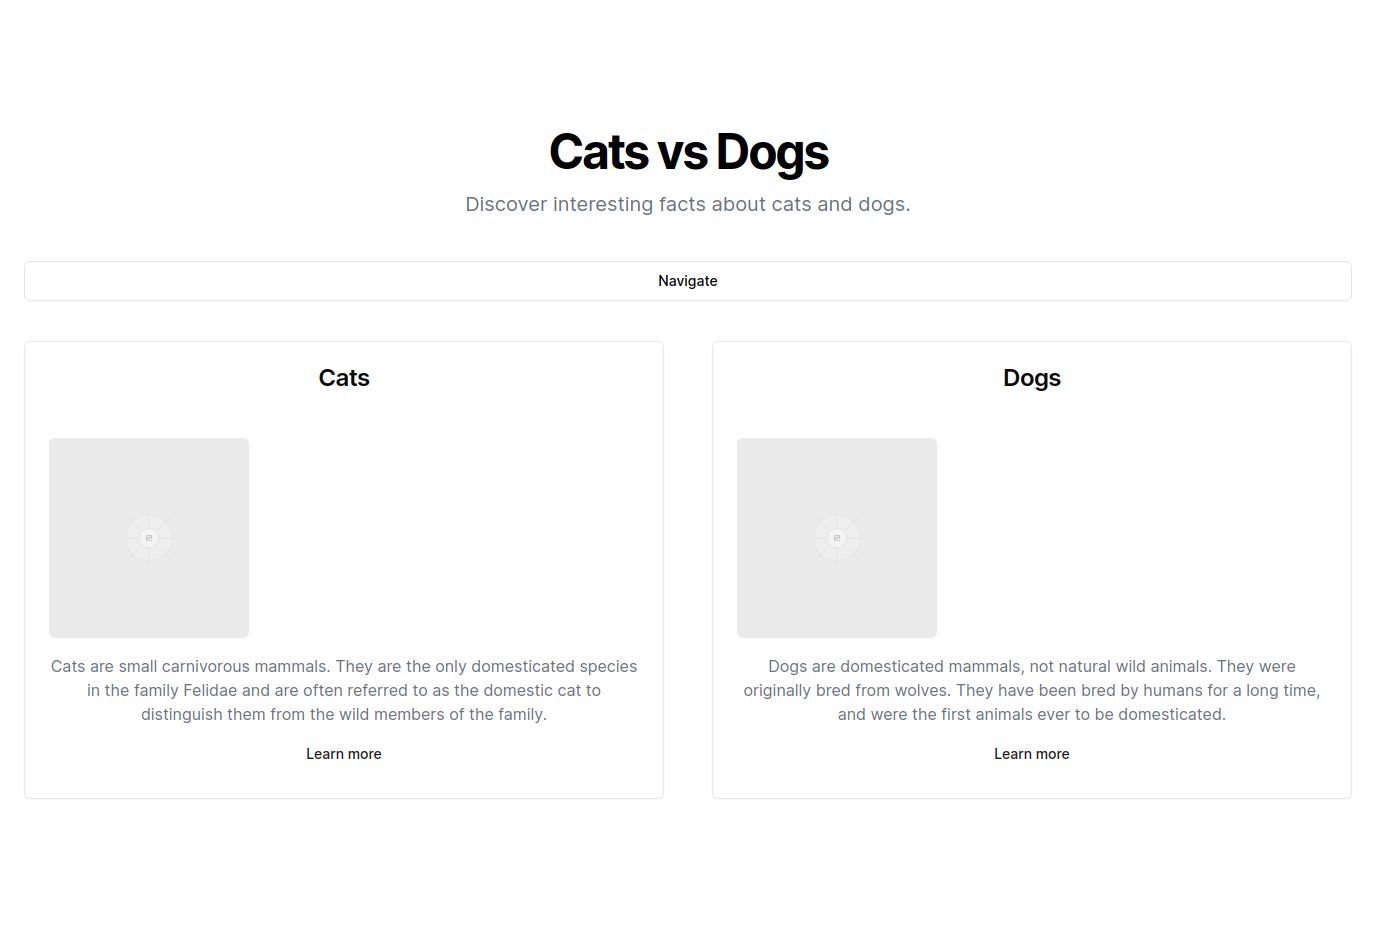 Cats vs Dogs
Discover interesting facts about cats and dogs.
Navigate
Cats
Cats are small carnivorous mammals. They are the only domesticated species
in the family Felidae and are often referred to as the domestic cat to
distinguish them from the wild members of the family.
Learn more
Dogs
Dogs are domesticated mammals, not natural wild animals. They were
originally bred from wolves. They have been bred by humans for a long time,
and were the first animals ever to be domesticated.
Learn more